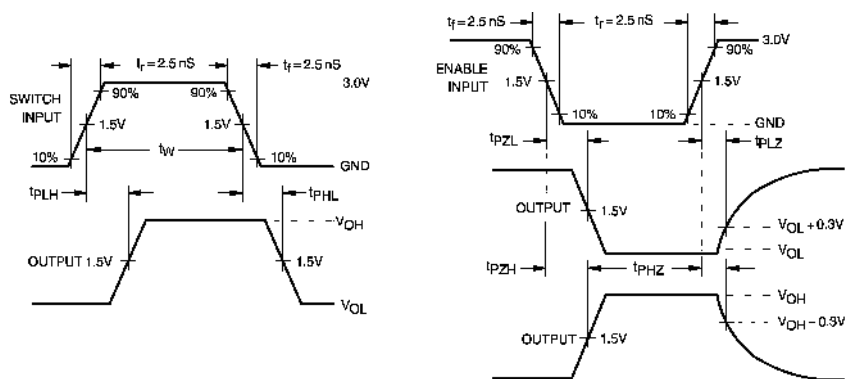 tr = 2.5 nS
tf = 2.5 nS
SWITCH
INPUT
90%
90%
3.0V
1.5V
1.5V
tW
10%
10%
GND
tPLH
tPHL
VOH
OUTPUT 1.5V
1.5V
VOL
tf = 2.5 nS
tr = 2.5 nS
90%
90%
3.0V
ENABLE
INPUT
1.5V
1.5V
10%
10%
GND
tPZL
tPLZ
OUTPUT
1.5V
VOL + 0.3V
VOL
tPZH
tPHZ
VOH
VOH – 0.3V
OUTPUT
1.5V